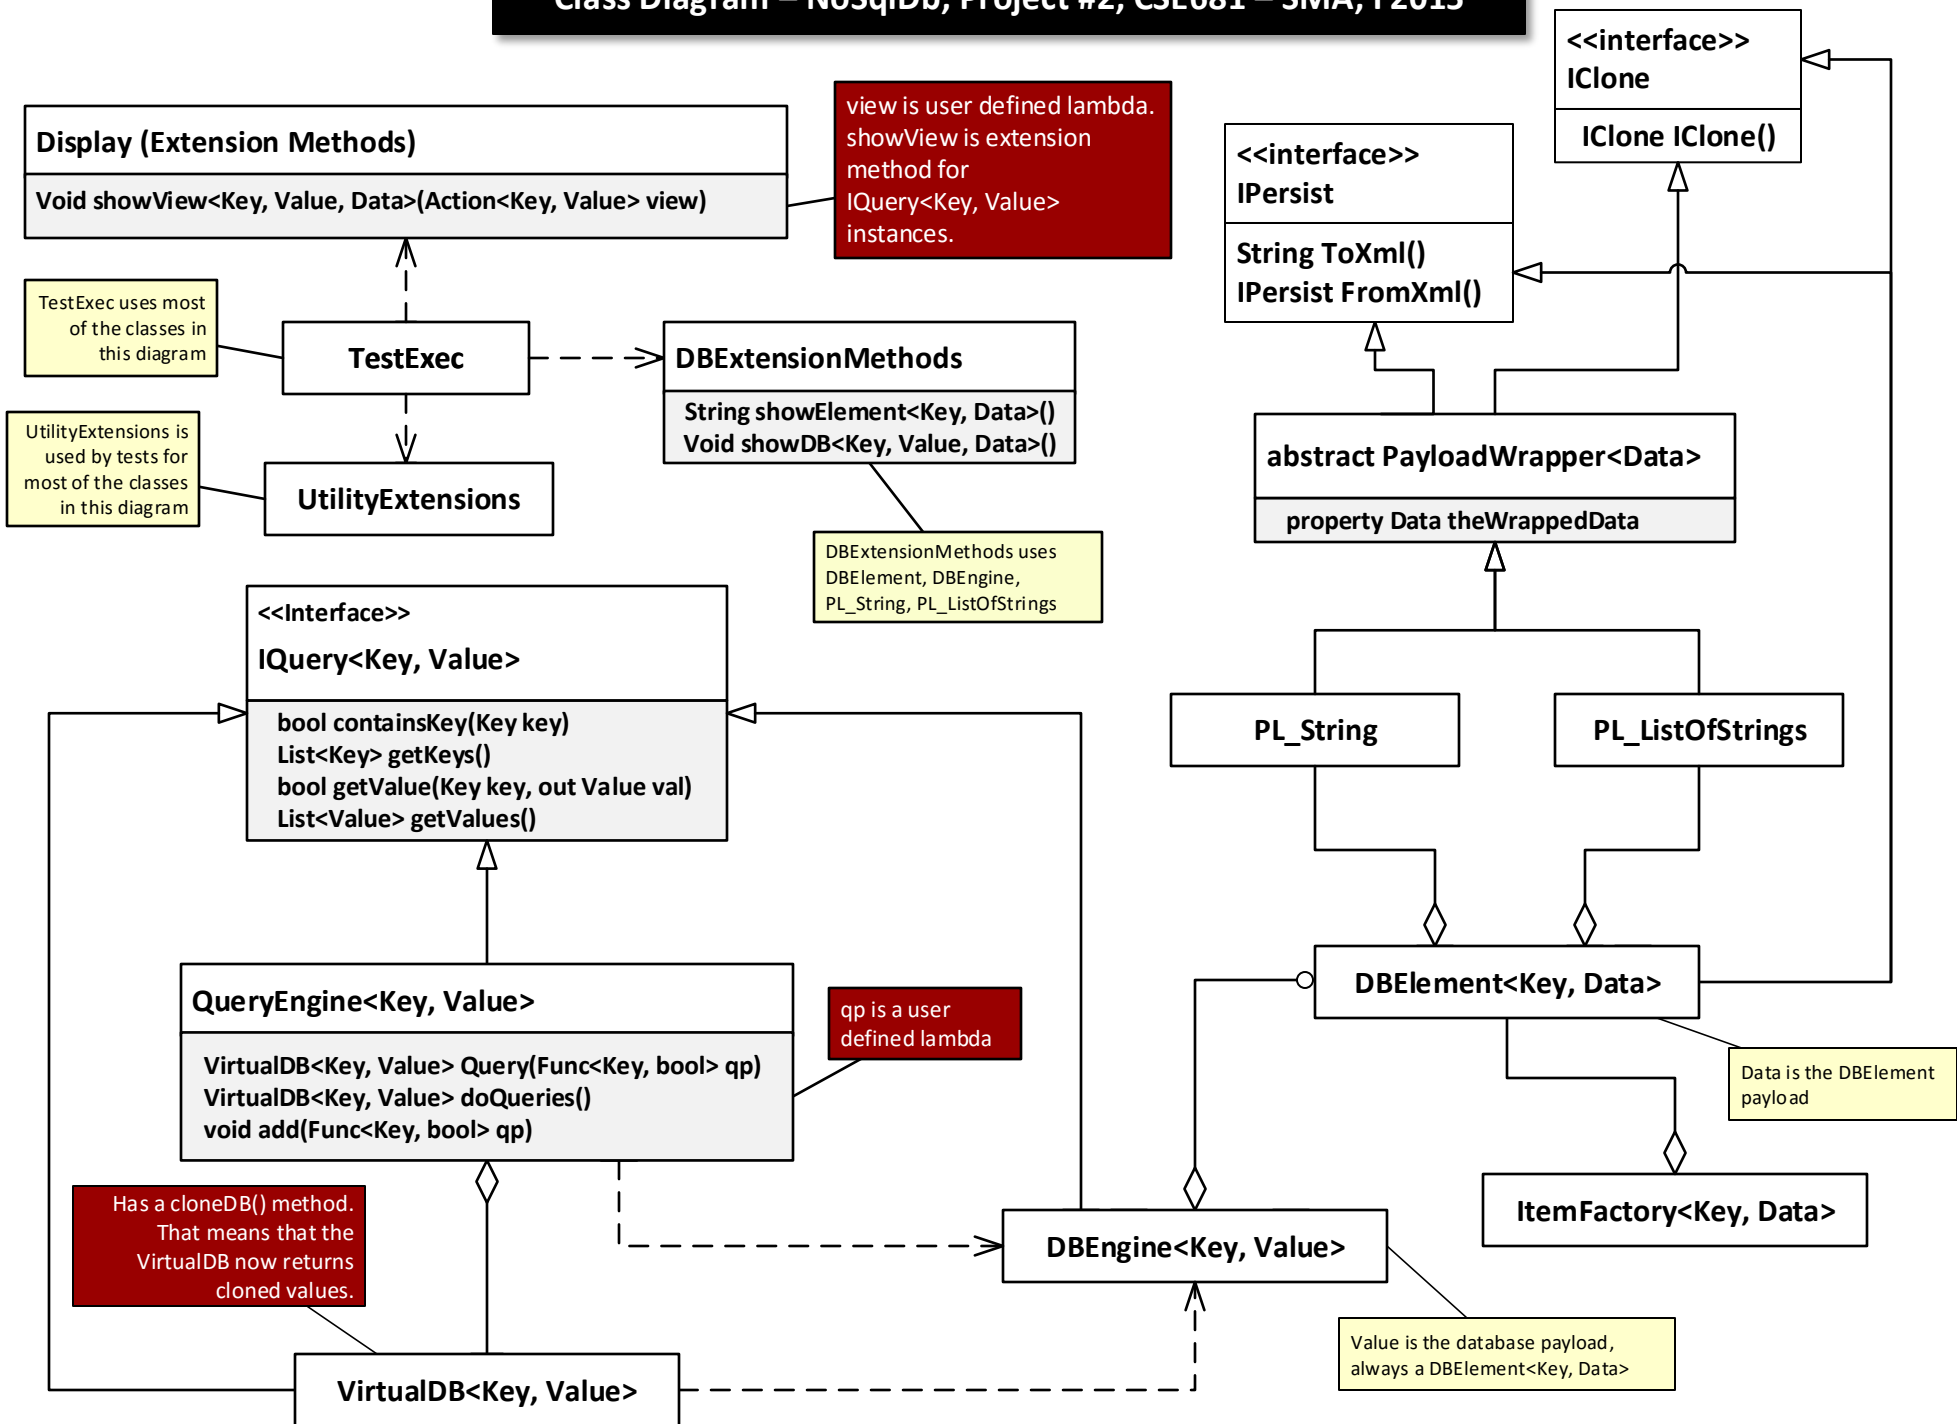 Class Diagram – NoSqlDb, Project #2, CSE681 – SMA, F2015
<<interface>>
IClone
IClone IClone()
view is user defined lambda.
showView is extension
method for
IQuery<Key, Value>
instances.
Display (Extension Methods)
Void showView<Key, Value, Data>(Action<Key, Value> view)
<<interface>>
IPersist
String ToXml()
IPersist FromXml()
TestExec uses most
of the classes in
this diagram
TestExec
DBExtensionMethods
String showElement<Key, Data>()
Void showDB<Key, Value, Data>()
UtilityExtensions is
used by tests for
most of the classes
in this diagram
UtilityExtensions
abstract PayloadWrapper<Data>
property Data theWrappedData
DBExtensionMethods uses
DBElement, DBEngine,
PL_String, PL_ListOfStrings
<<Interface>>
IQuery<Key, Value>
bool containsKey(Key key)
List<Key> getKeys()
bool getValue(Key key, out Value val)
List<Value> getValues()
PL_String
PL_ListOfStrings
QueryEngine<Key, Value>
VirtualDB<Key, Value> Query(Func<Key, bool> qp)
VirtualDB<Key, Value> doQueries()
void add(Func<Key, bool> qp)
qp is a user
defined lambda
DBElement<Key, Data>
Data is the DBElement
payload
Has a cloneDB() method.
That means that the
VirtualDB now returns
cloned values.
DBEngine<Key, Value>
ItemFactory<Key, Data>
Value is the database payload,
always a DBElement<Key, Data>
VirtualDB<Key, Value>